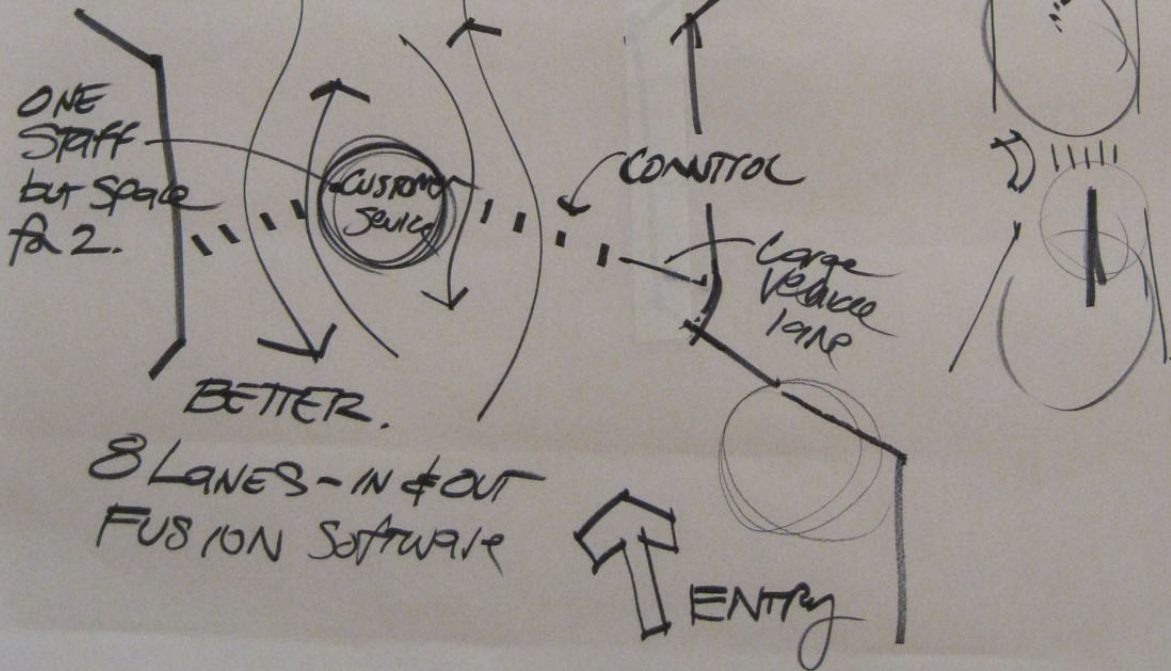 ONE
Staff
but space
for 2.
CUSTOMER
Service
CONNTROL
Large
Vehicle
lane
BETTER.
8 LANES - IN & OUT
FUSION Software
ENTRY